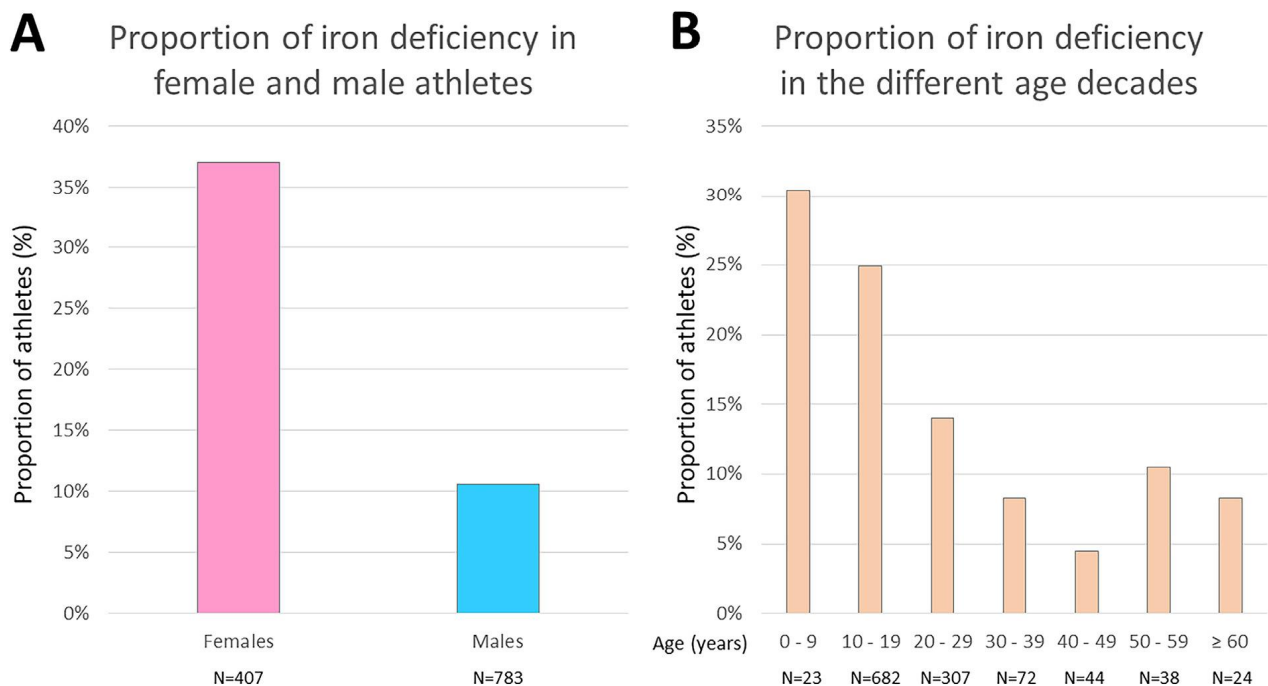 A
Proportion of iron deficiency in
female and male athletes
Proportion of athletes (%)
40%
35%
30%
25%
20%
15%
10%
5%
0%
Females Males
N=407 N=783
B
Proportion of iron deficiency
in the different age decades
Proportion of athletes (%)
35%
30%
25%
20%
15%
10%
5%
0%
Age (years) 0 - 9 10 - 19 20 - 29 30 - 39 40 - 49 50 - 59 ≥ 60
N=23 N=682 N=307 N=72 N=44 N=38 N=24